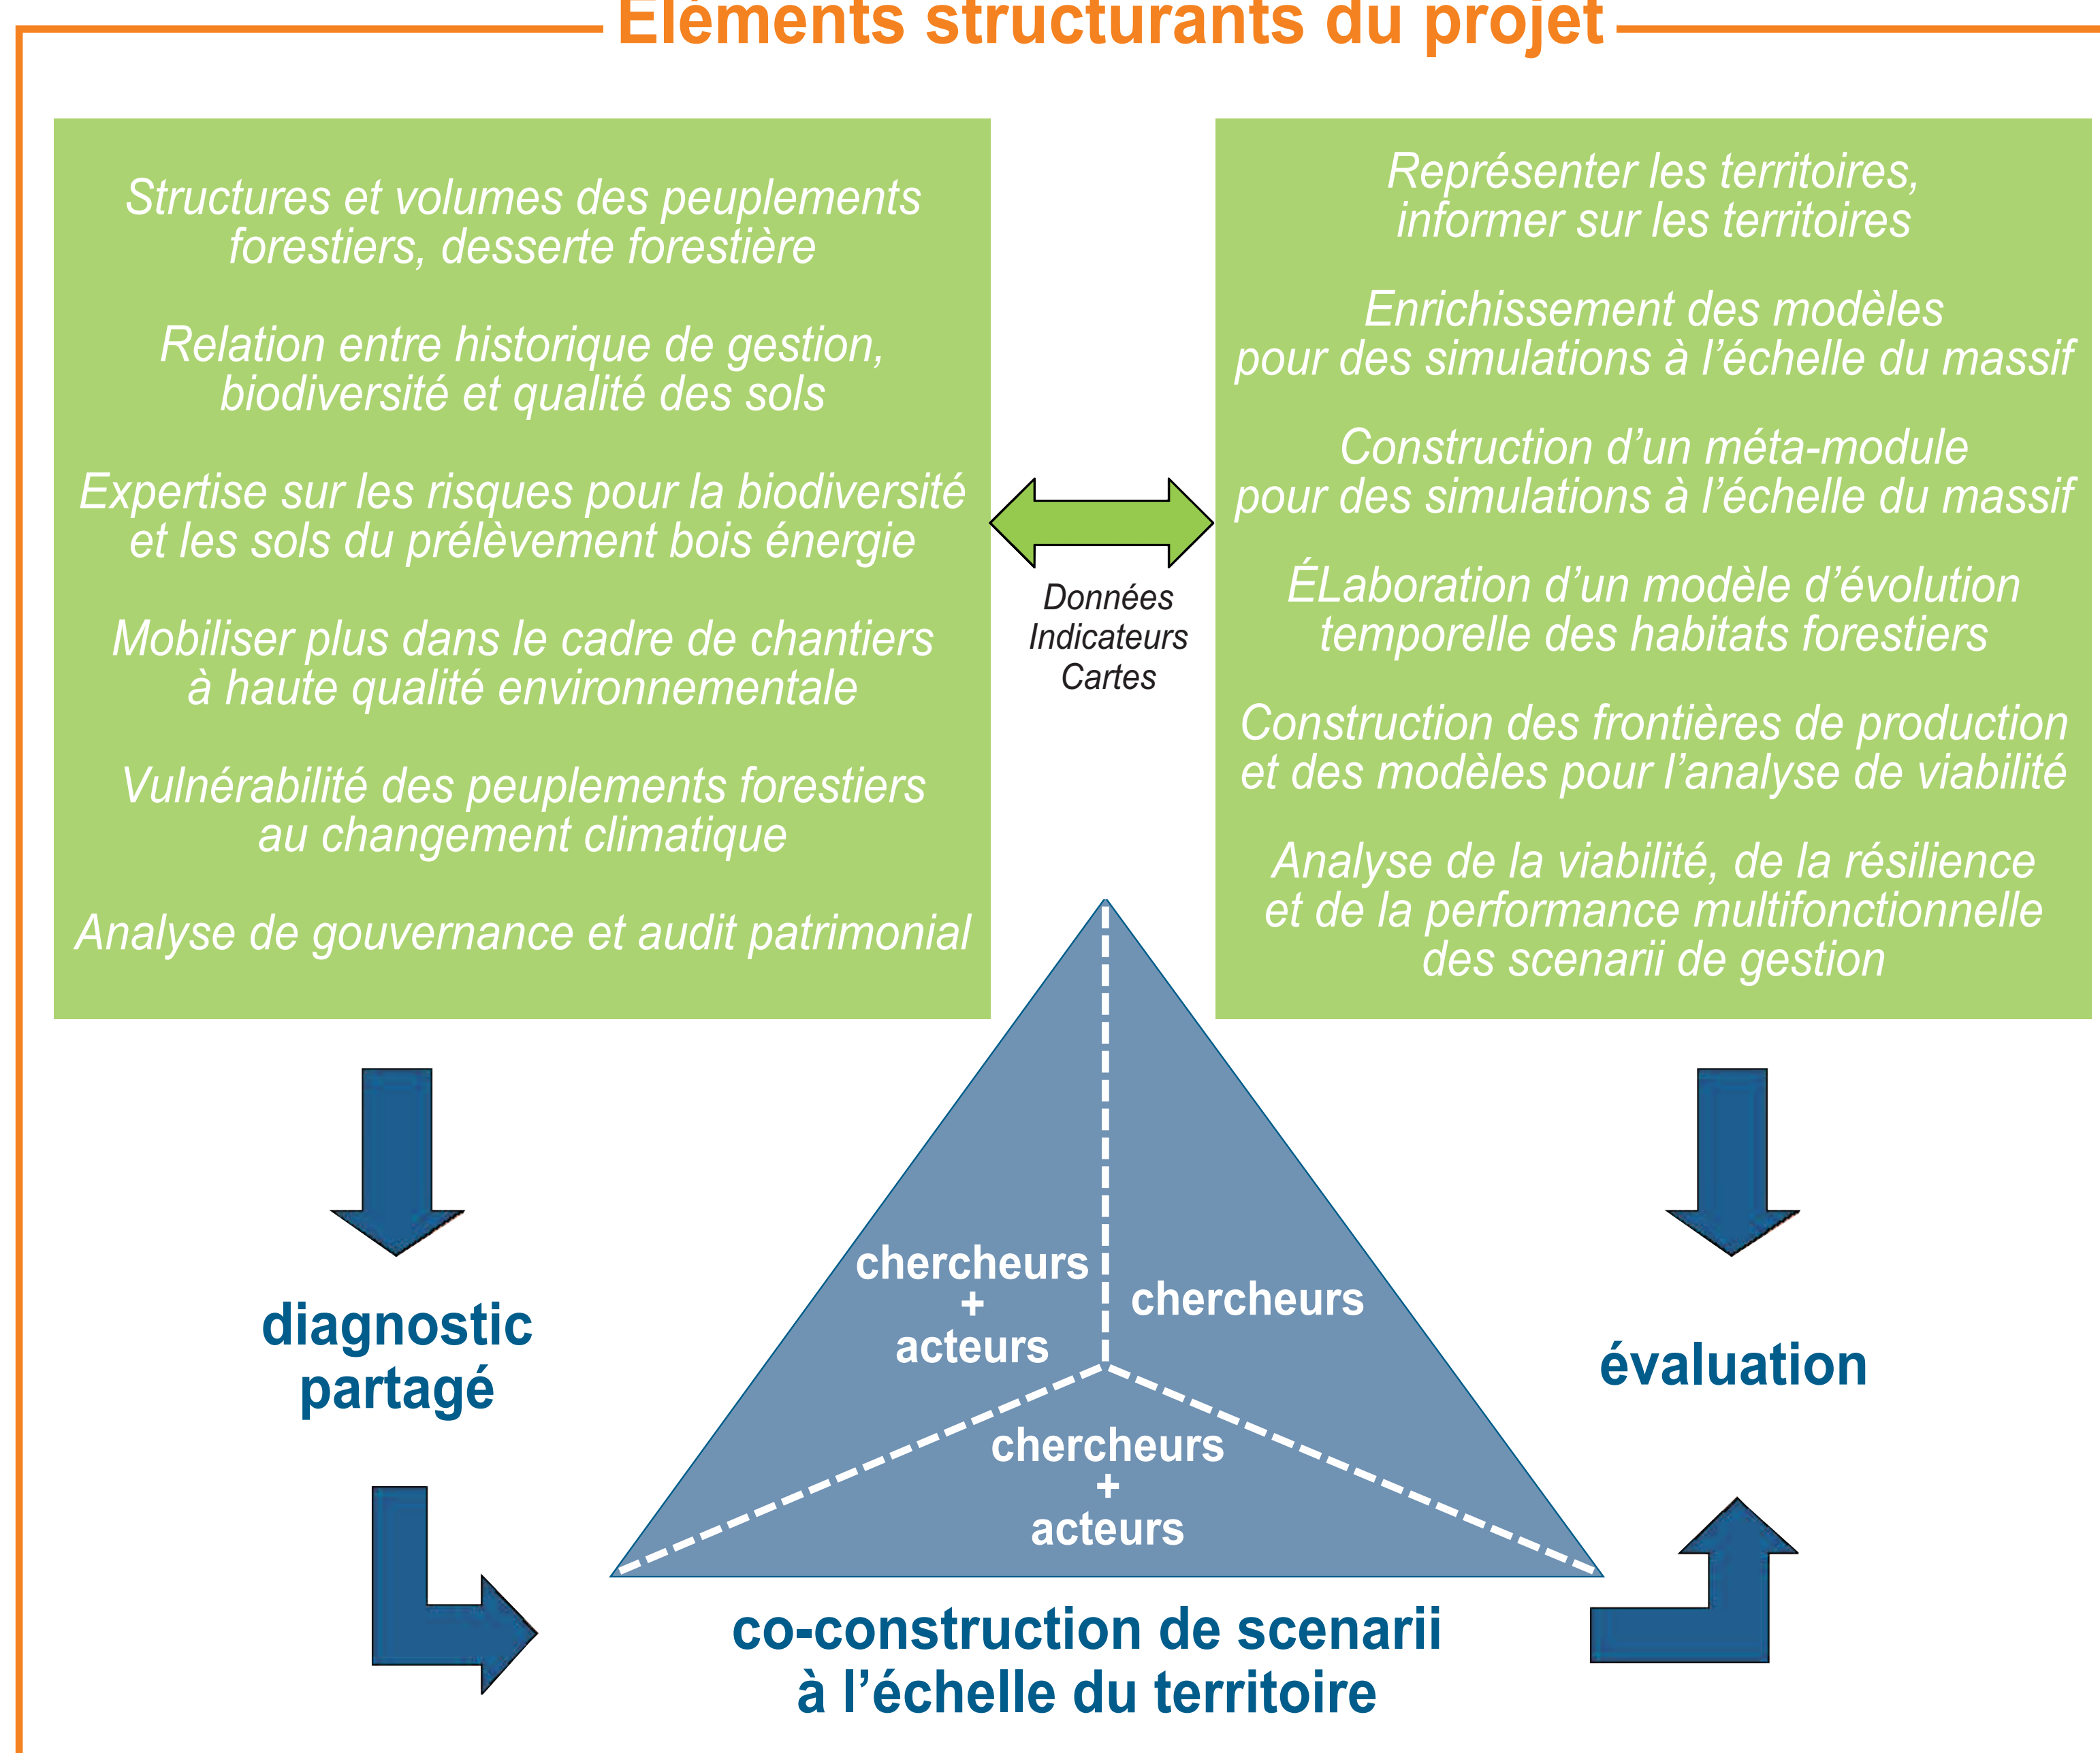 Éléments structurants du projet
Structures et volumes des peuplements
forestiers, desserte forestière
Relation entre historique de gestion,
biodiversité et qualité des sols
Expertise sur les risques pour la biodiversité
et les sols du prélèvement bois énergie
Mobiliser plus dans le cadre de chantiers
à haute qualité environnementale
Vulnérabilité des peuplements forestiers
au changement climatique
Analyse de gouvernance et audit patrimonial
Données
Indicateurs
Cartes
Représenter les territoires,
informer sur les territoires
Enrichissement des modèles
pour des simulations à l’échelle du massif
Construction d’un méta-module
pour des simulations à l’échelle du massif
ÉLaboration d’un modèle d’évolution
temporelle des habitats forestiers
Construction des frontières de production
et des modèles pour l’analyse de viabilité
Analyse de la viabilité, de la résilience
et de la performance multifonctionnelle
des scenarii de gestion
diagnostic
partagé
chercheurs
+
acteurs
chercheurs
chercheurs
+
acteurs
évaluation
co-construction de scenarii
à l’échelle du territoire